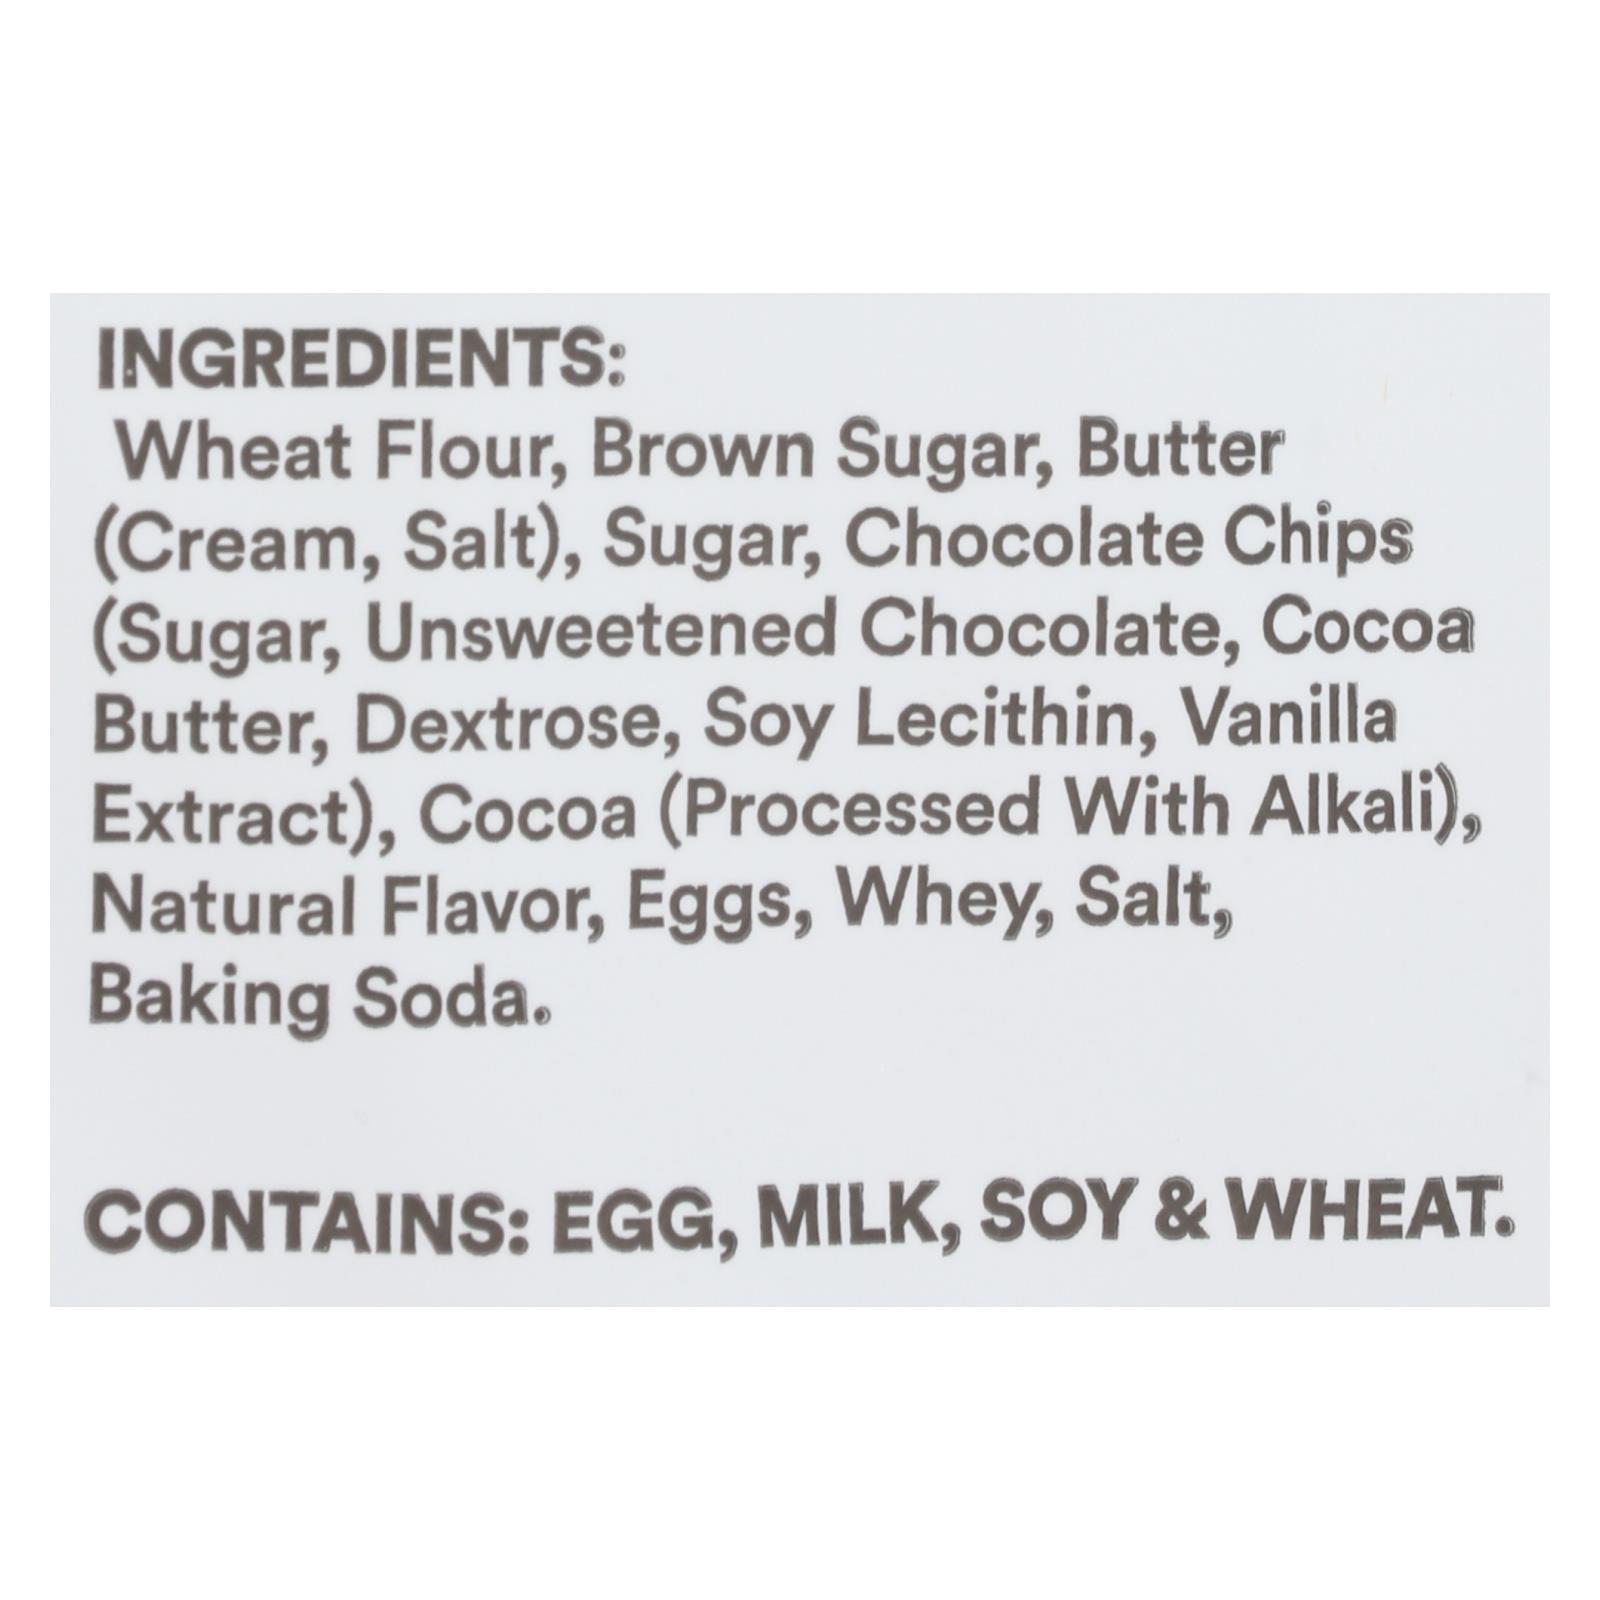 INGREDIENTS:
Wheat Flour, Brown Sugar, Butter
(Cream, Salt), Sugar, Chocolate Chips
(Sugar, Unsweetened Chocolate, Cocoa
Butter, Dextrose, Soy Lecithin, Vanilla
Extract), Cocoa (Processed With Alkali),
Natural Flavor, Eggs, Whey, Salt,
Baking Soda.
CONTAINS: EGG, MILK, SOY & WHEAT.